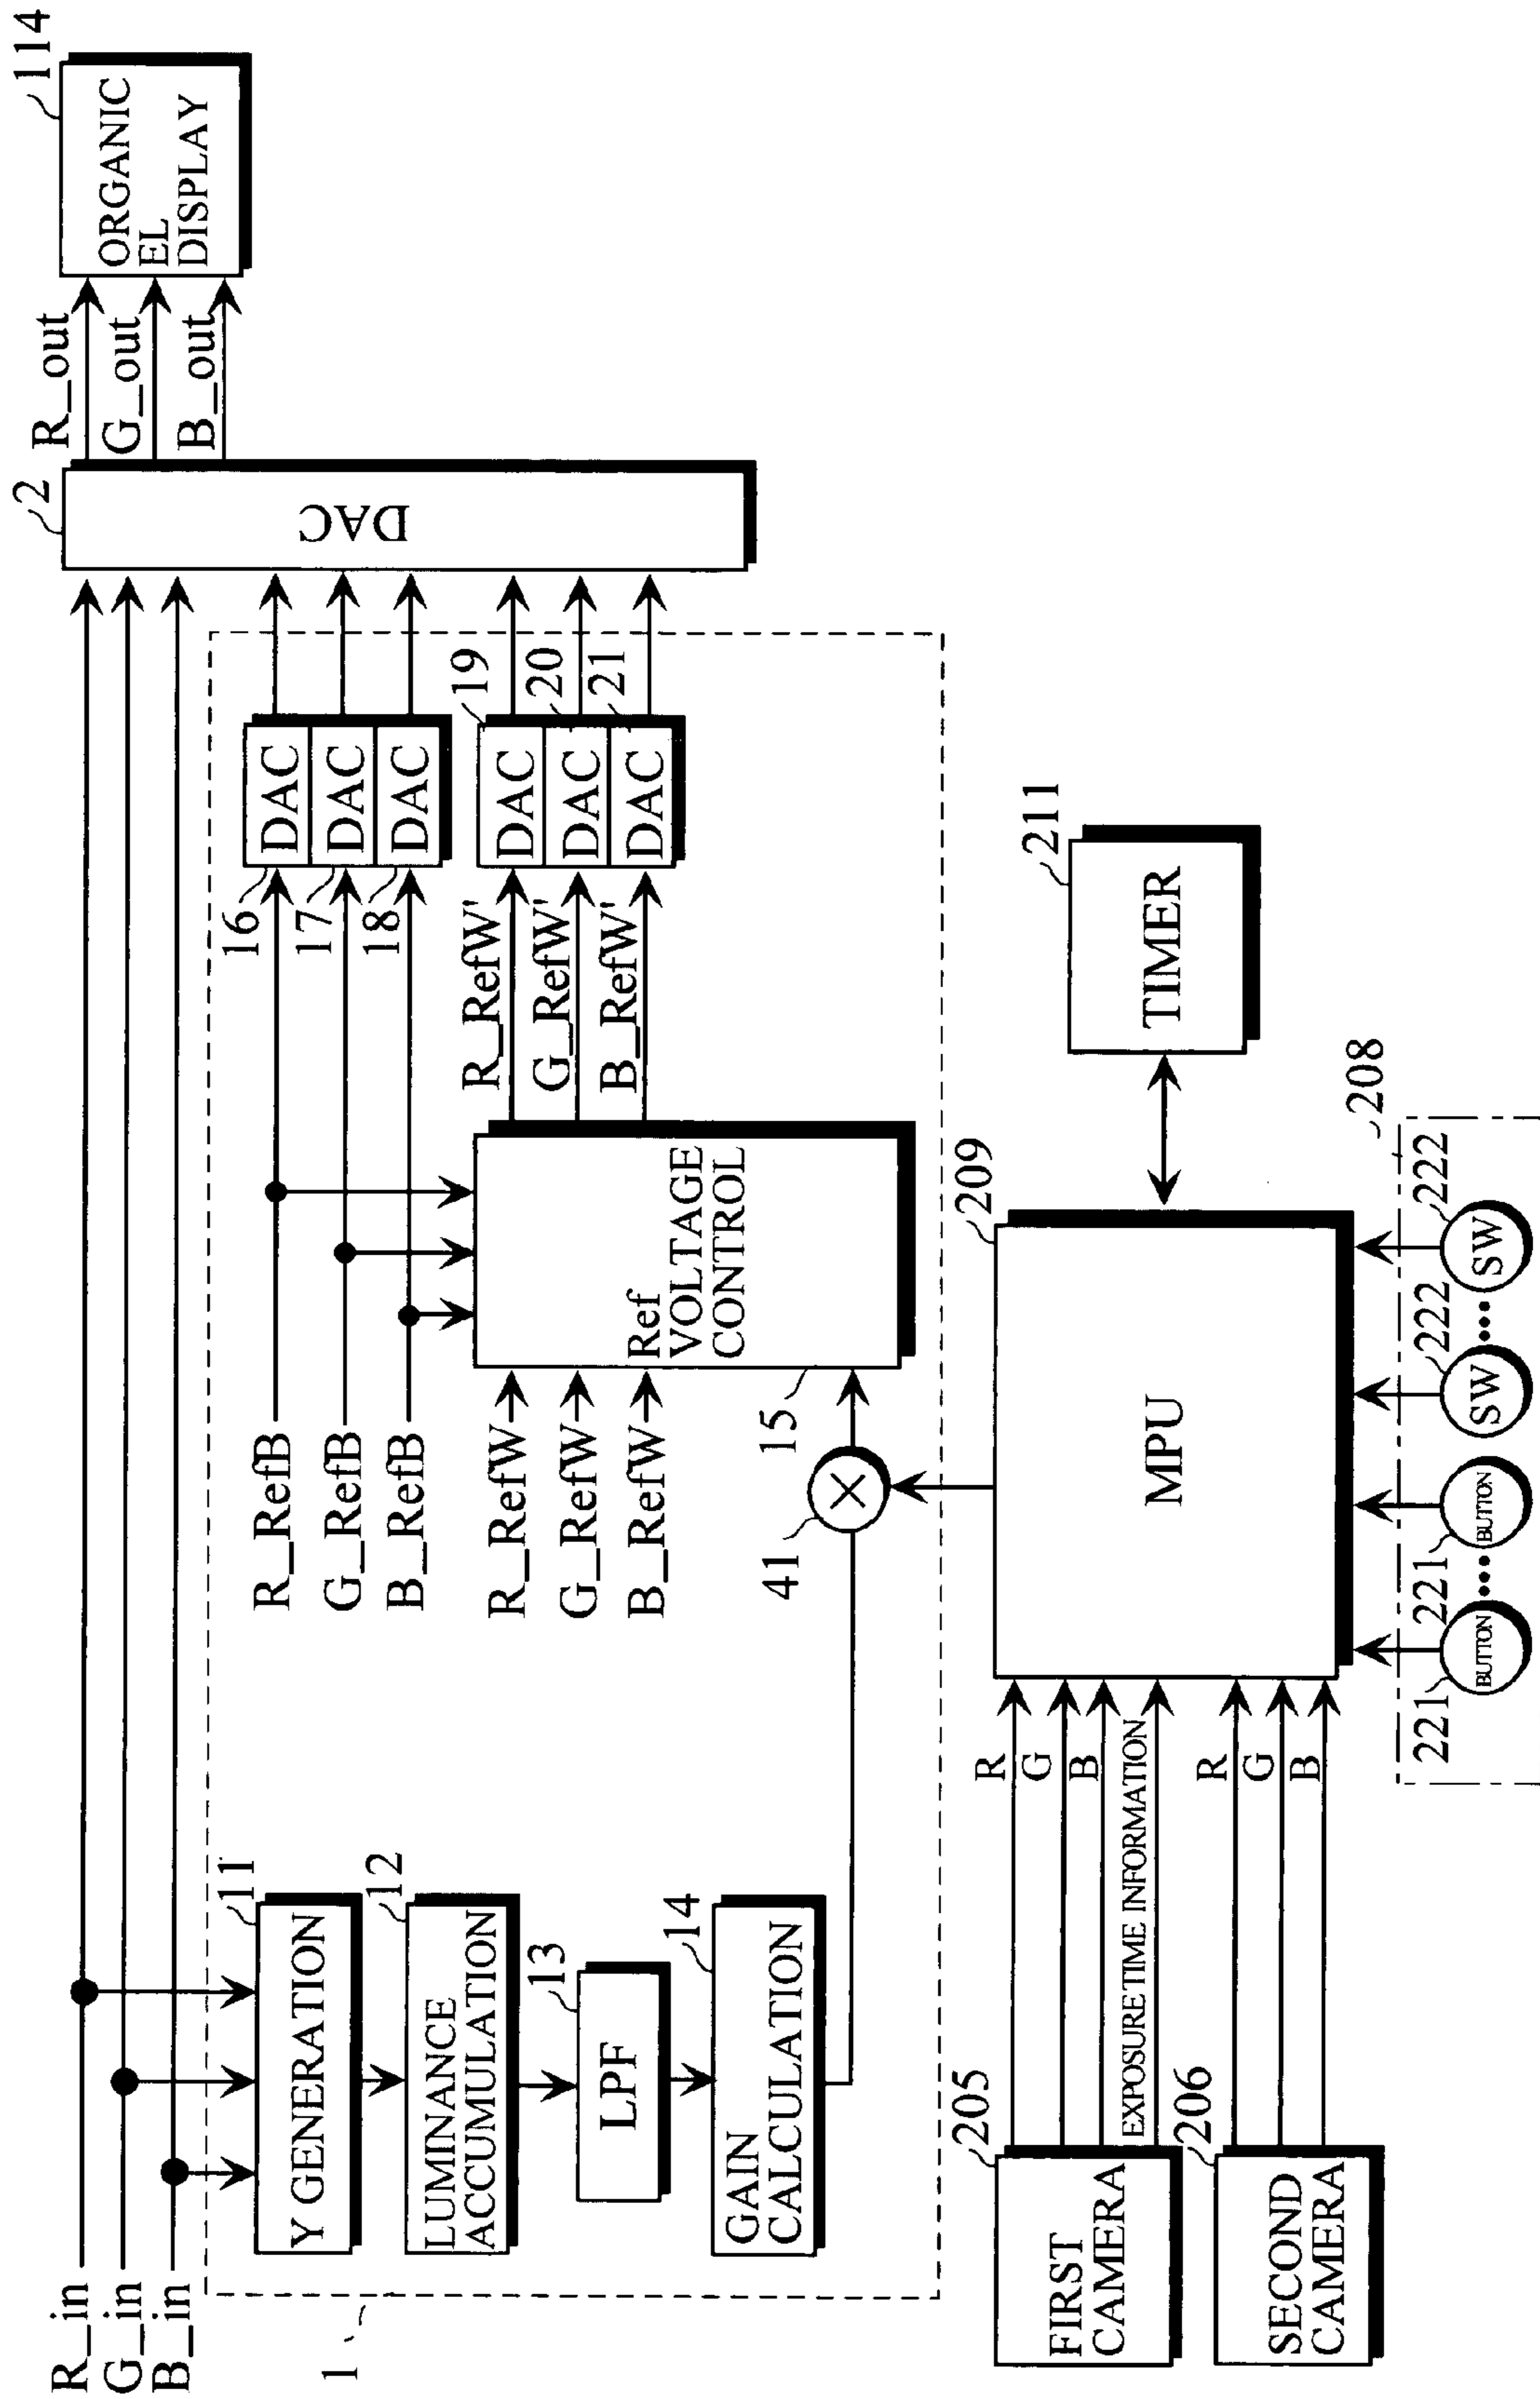 R_in
G_in
B_in
1
Y GENERATION
11
LUMINANCE
ACCUMULATION
12
LPF
13
GAIN
CALCULATION
14
R_RefB
G_RefB
B_RefB
R_RefW
G_RefW
B_RefW
41
×
15
Ref
VOLTAGE
CONTROL
R_RefW'
G_RefW'
B_RefW'
16
17
18
DAC
DAC
DAC
19
20
21
DAC
DAC
DAC
2
DAC
R_out
G_out
B_out
114
ORGANIC
EL
DISPLAY
205
FIRST
CAMERA
R
G
B
EXPOSURE TIME INFORMATION
206
SECOND
CAMERA
R
G
B
209
MPU
211
TIMER
208
221
BUTTON
221
BUTTON
222
SW
222
SW